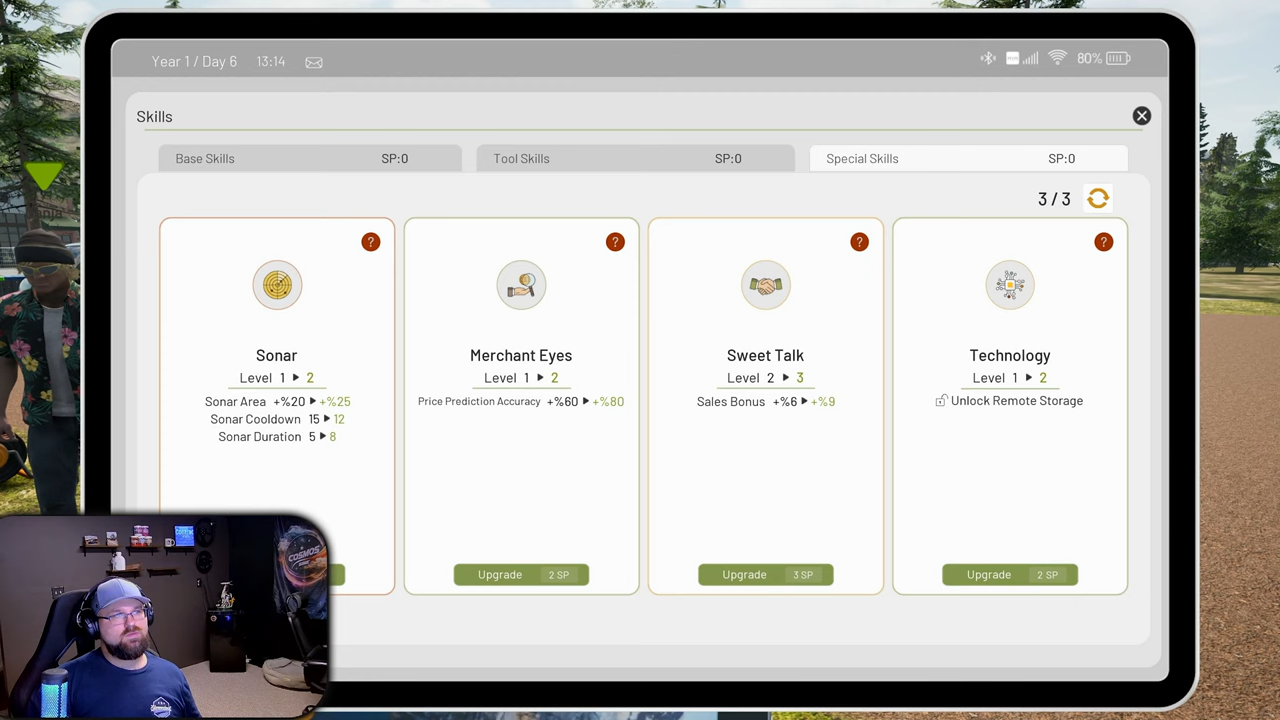 Year 1 / Day 6 13:14 80%
Skills
Base Skills SP:0 Tool Skills SP:0 Special Skills SP:0
3 / 3
? ? ? ?
Sonar
Level 1 ▶ 2
Sonar Area +%20 ▶ +%25
Sonar Cooldown 15 ▶ 12
Sonar Duration 5 ▶ 8
Merchant Eyes
Level 1 ▶ 2
Price Prediction Accuracy +%60 ▶ +%80
Upgrade 2 SP
Sweet Talk
Level 2 ▶ 3
Sales Bonus +%6 ▶ +%9
Upgrade 3 SP
Technology
Level 1 ▶ 2
Unlock Remote Storage
Upgrade 2 SP
COSMOS